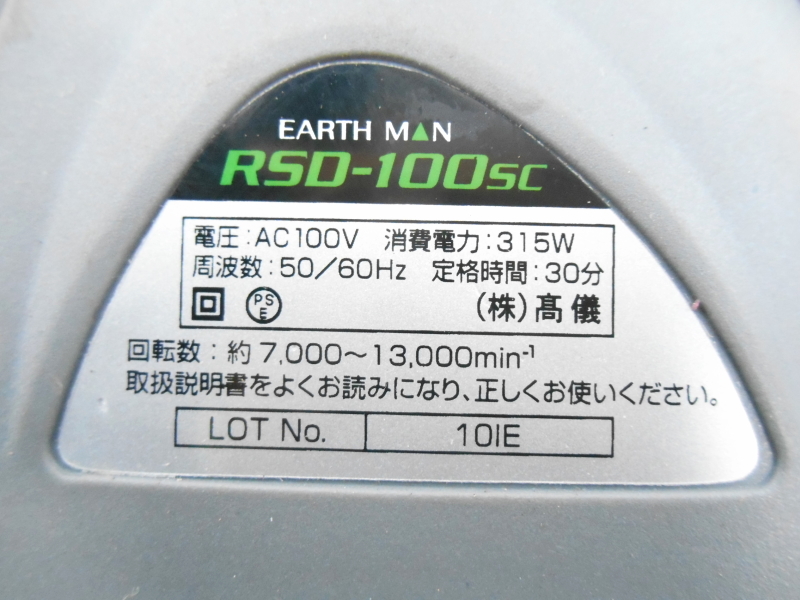 EARTH MAN
RSD-100SC
電圧:AC100V 消費電力:315W
周波数:50/60Hz 定格時間:30分
PSE (株)髙儀
回転数:約7,000〜13,000min⁻¹
取扱説明書をよくお読みになり、正しくお使いください。
LOT No. 10IE